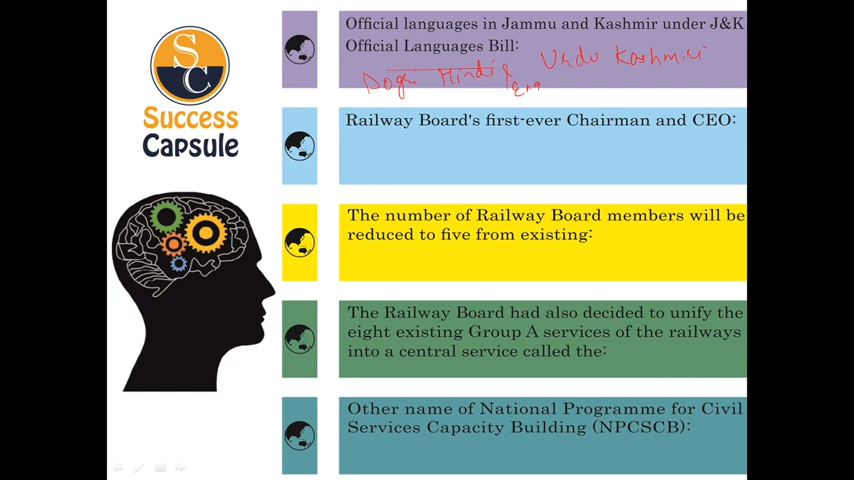 SC
Success
Capsule
Official languages in Jammu and Kashmir under J&K
Official Languages Bill:
Dogri Hindi & Eng Urdu Kashmiri
Railway Board's first-ever Chairman and CEO:
The number of Railway Board members will be
reduced to five from existing:
The Railway Board had also decided to unify the
eight existing Group A services of the railways
into a central service called the:
Other name of National Programme for Civil
Services Capacity Building (NPCSCB):